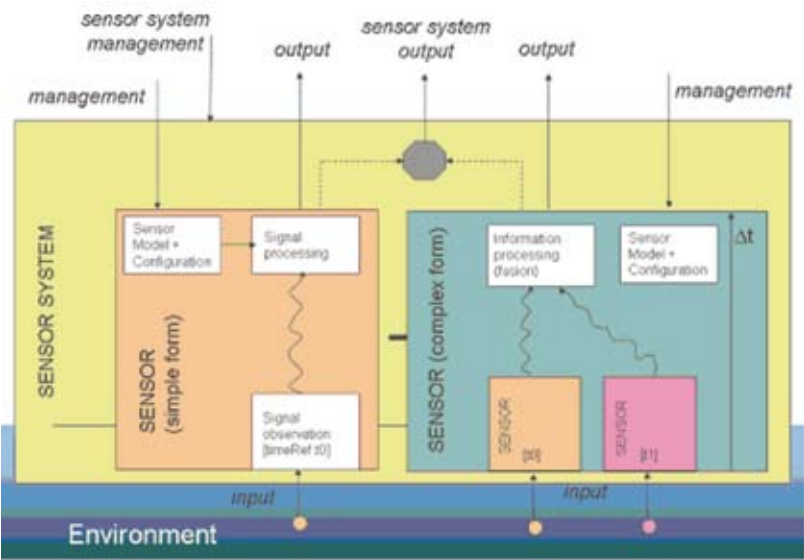 sensor system
management
output
sensor system
output
output
management
management
SENSOR SYSTEM
SENSOR
(simple form)
Sensor
Model +
Configuration
Signal
processing
Signal
observation
[timeRef t0]
SENSOR (complex form)
Information
processing
(fusion)
Sensor
Model +
Configuration
Δt
SENSOR
[t0]
SENSOR
[t1]
input
input
Environment